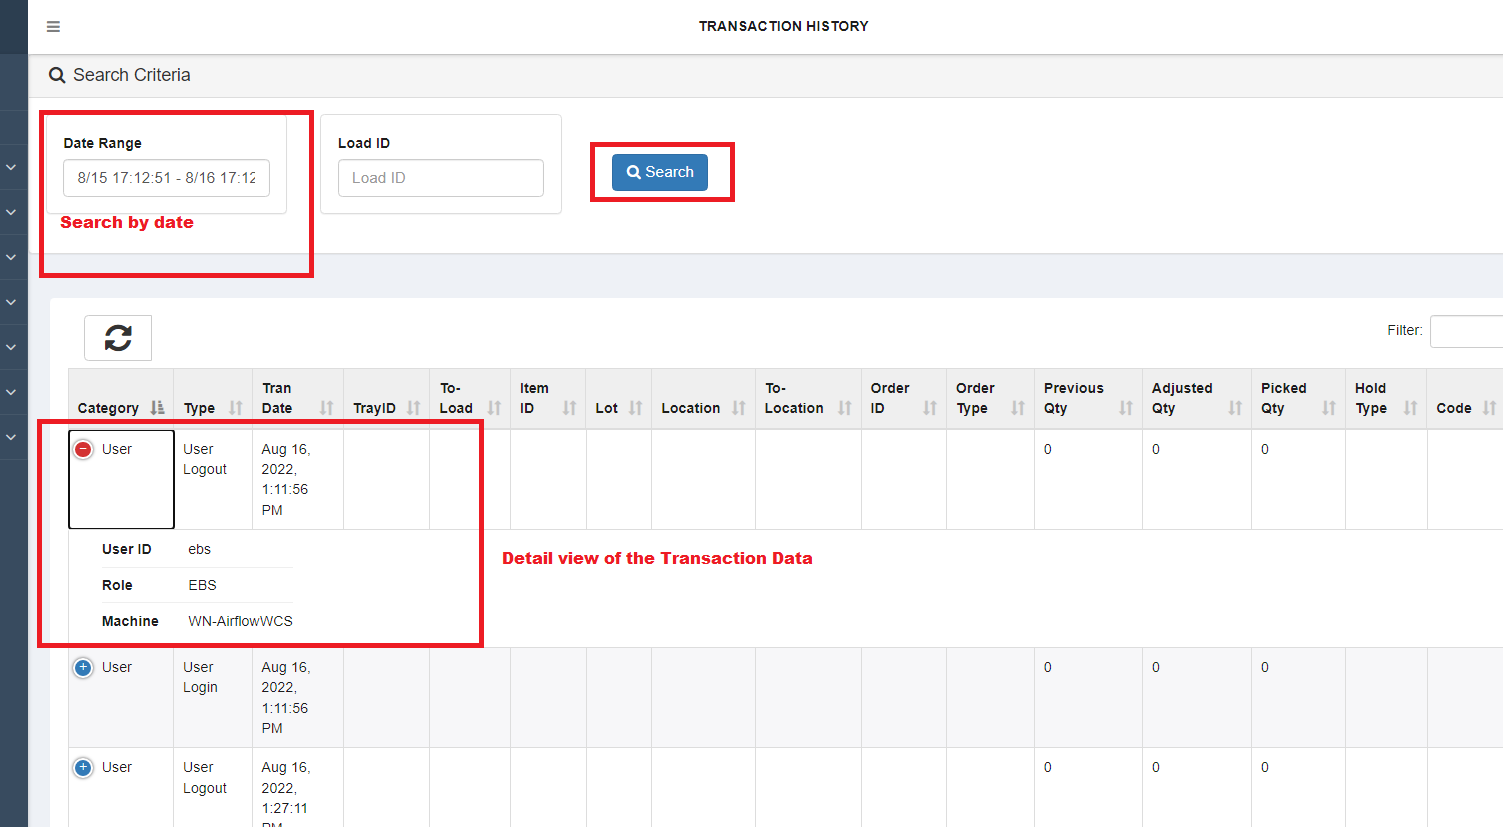 TRANSACTION HISTORY
Search Criteria
Date Range
Load ID
8/15 17:12:51 - 8/16 17:12
Load ID
Search
Search by date
Filter:
Category
Type
Tran
Date
TrayID
To-
Load
Item
ID
Lot
Location
To-
Location
Order
ID
Order
Type
Previous
Qty
Adjusted
Qty
Picked
Qty
Hold
Type
Code
User
User
Logout
Aug 16,
2022,
1:11:56
PM
0
0
0
User ID ebs
Role EBS
Machine WN-AirflowWCS
Detail view of the Transaction Data
User
User
Login
Aug 16,
2022,
1:11:56
PM
0
0
0
User
User
Logout
Aug 16,
2022,
1:27:11
PM
0
0
0